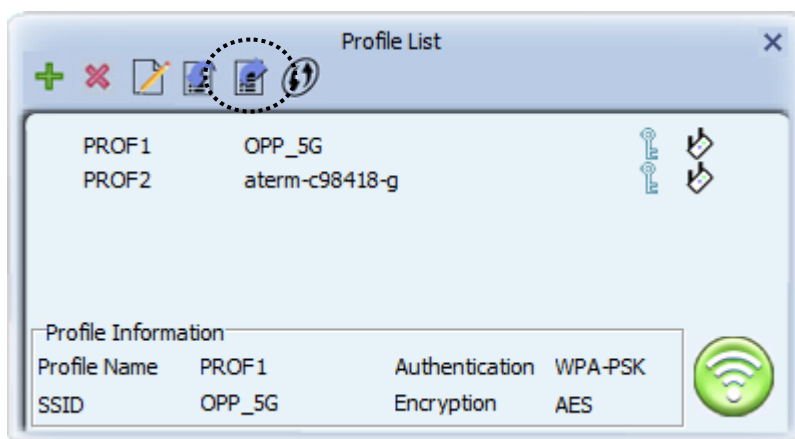 Profile List
PROF1 OPP_5G
PROF2 aterm-c98418-g
Profile Information
Profile Name PROF1 Authentication WPA-PSK
SSID OPP_5G Encryption AES